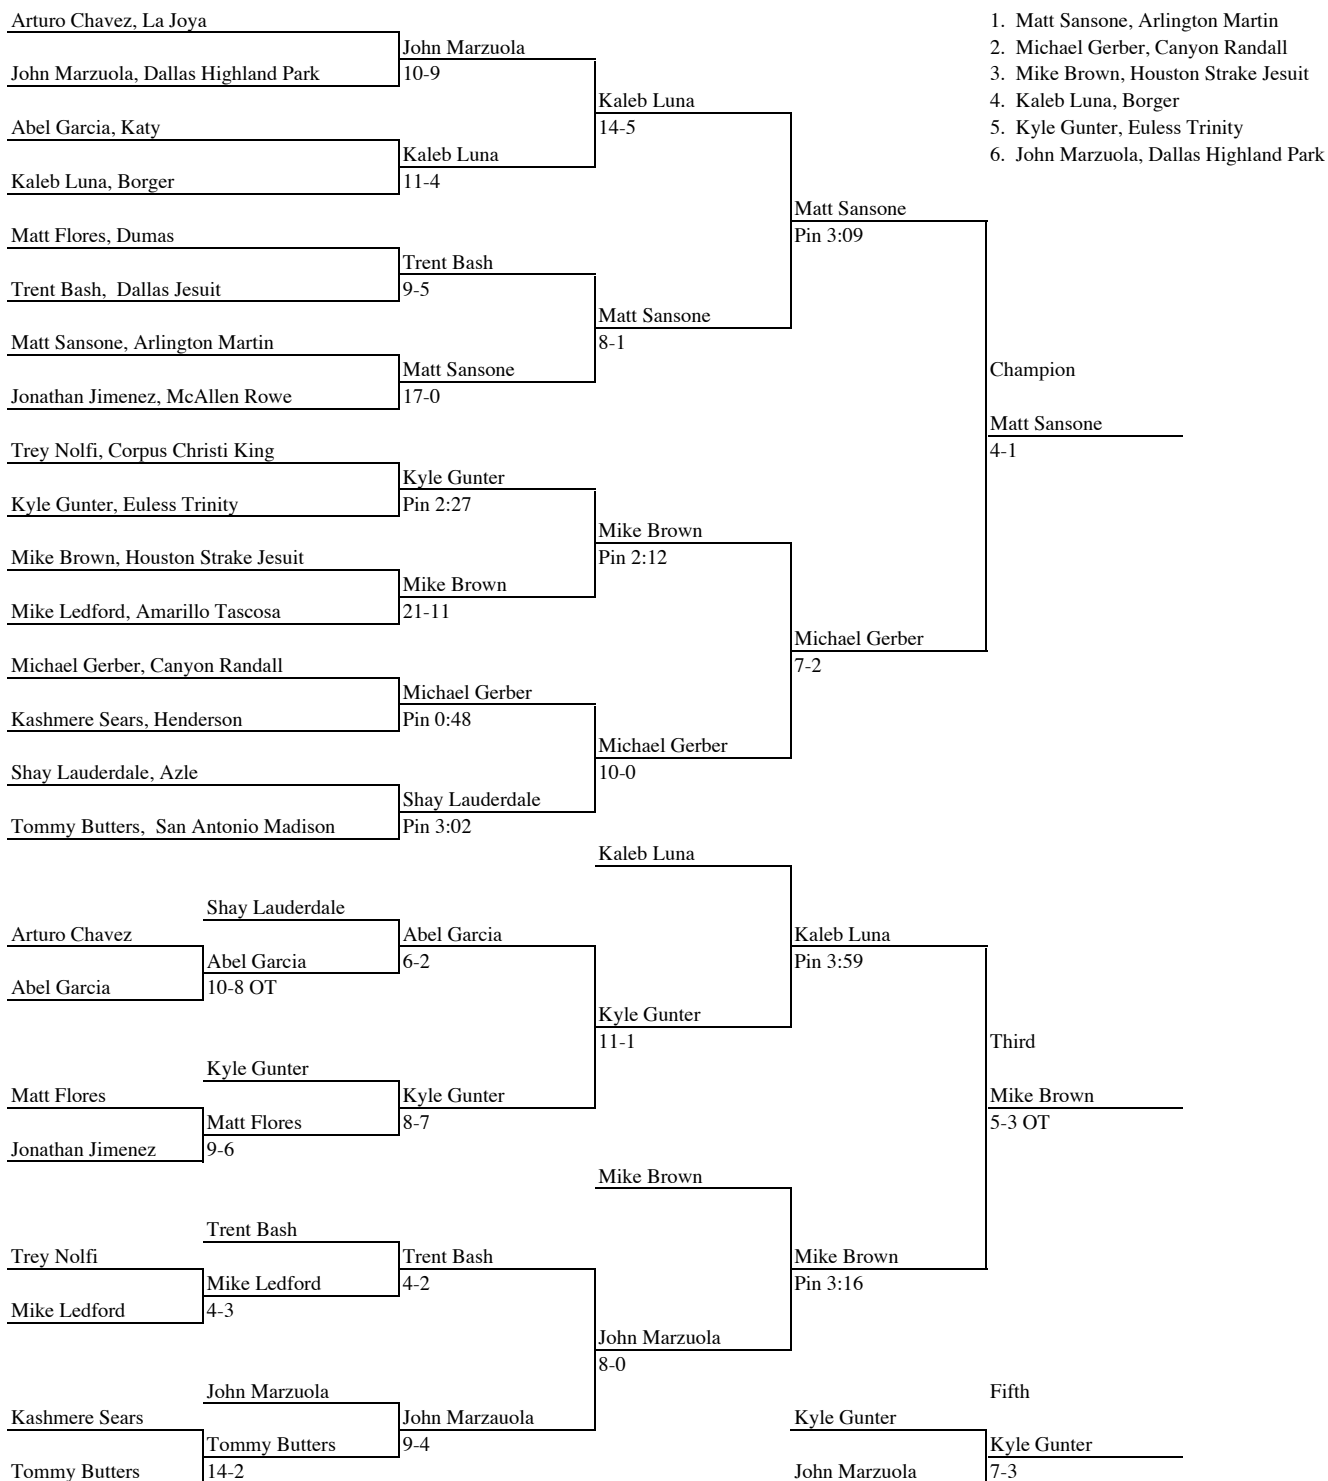 Arturo Chavez, La Joya
John Marzuola
John Marzuola, Dallas Highland Park
10-9
Kaleb Luna
14-5
Abel Garcia, Katy
Kaleb Luna
Kaleb Luna, Borger
11-4
Matt Sansone
Pin 3:09
Matt Flores, Dumas
Trent Bash
Trent Bash,  Dallas Jesuit
9-5
Matt Sansone
8-1
Matt Sansone, Arlington Martin
Matt Sansone
Jonathan Jimenez, McAllen Rowe
17-0
1.  Matt Sansone, Arlington Martin
2.  Michael Gerber, Canyon Randall
3.  Mike Brown, Houston Strake Jesuit
4.  Kaleb Luna, Borger
5.  Kyle Gunter, Euless Trinity
6.  John Marzuola, Dallas Highland Park
Champion
Matt Sansone
4-1
Trey Nolfi, Corpus Christi King
Kyle Gunter
Kyle Gunter, Euless Trinity
Pin 2:27
Mike Brown
Pin 2:12
Mike Brown, Houston Strake Jesuit
Mike Brown
Mike Ledford, Amarillo Tascosa
21-11
Michael Gerber
7-2
Michael Gerber, Canyon Randall
Michael Gerber
Kashmere Sears, Henderson
Pin 0:48
Michael Gerber
10-0
Shay Lauderdale, Azle
Shay Lauderdale
Tommy Butters,  San Antonio Madison
Pin 3:02
Kaleb Luna
Shay Lauderdale
Arturo Chavez
Abel Garcia
Kaleb Luna
Abel Garcia
6-2
Pin 3:59
Abel Garcia
10-8 OT
Kyle Gunter
11-1
Third
Kyle Gunter
Matt Flores
Kyle Gunter
Mike Brown
Matt Flores
8-7
5-3 OT
Jonathan Jimenez
9-6
Mike Brown
Trent Bash
Trey Nolfi
Trent Bash
Mike Brown
Mike Ledford
4-2
Pin 3:16
Mike Ledford
4-3
John Marzuola
8-0
John Marzuola
Fifth
Kashmere Sears
John Marzauola
Kyle Gunter
Tommy Butters
9-4
Kyle Gunter
Tommy Butters
14-2
John Marzuola
7-3